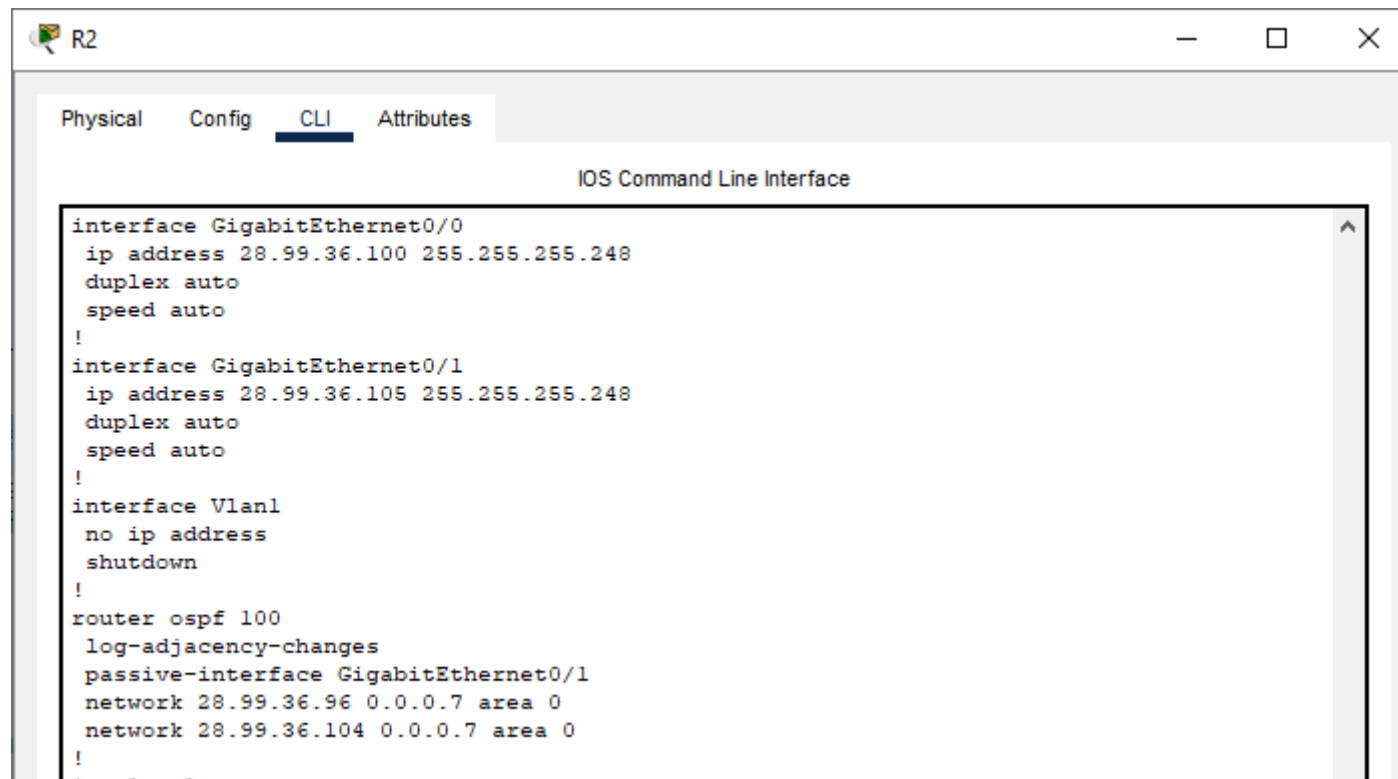 R2
Physical Config CLI Attributes
IOS Command Line Interface
interface GigabitEthernet0/0
ip address 28.99.36.100 255.255.255.248
duplex auto
speed auto
!
interface GigabitEthernet0/1
ip address 28.99.36.105 255.255.255.248
duplex auto
speed auto
!
interface Vlan1
no ip address
shutdown
!
router ospf 100
log-adjacency-changes
passive-interface GigabitEthernet0/1
network 28.99.36.96 0.0.0.7 area 0
network 28.99.36.104 0.0.0.7 area 0
!